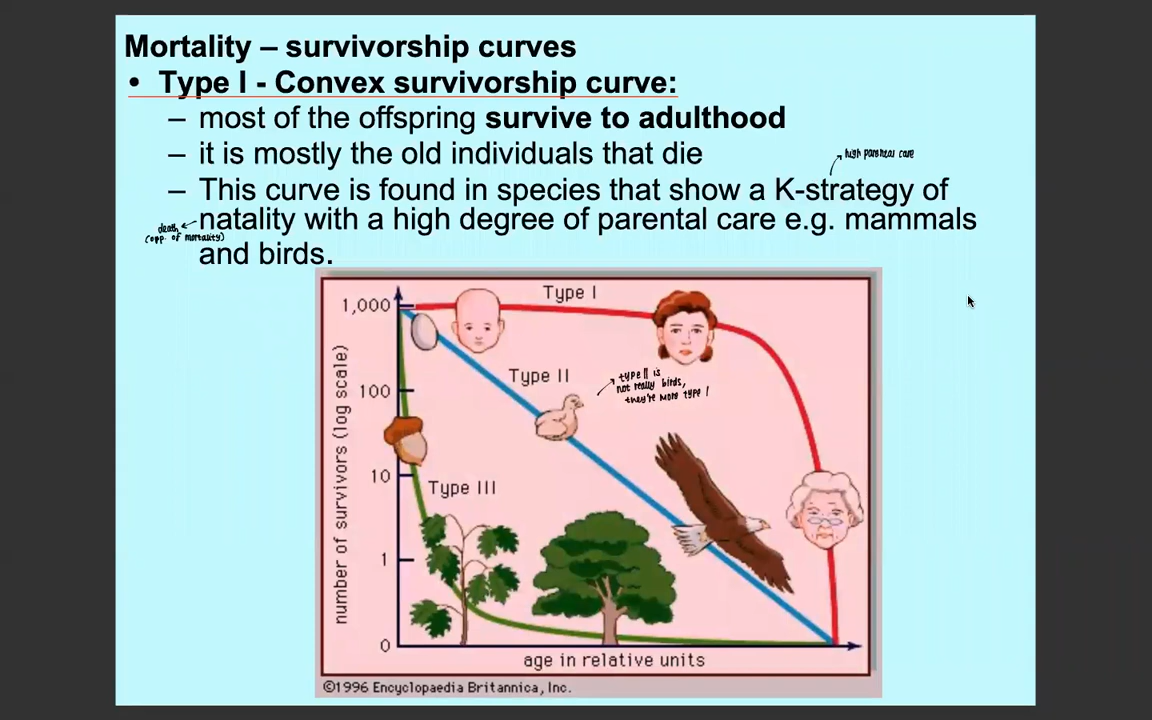 Mortality – survivorship curves
• Type I - Convex survivorship curve:
– most of the offspring survive to adulthood
– it is mostly the old individuals that die
high parental care
– This curve is found in species that show a K-strategy of
natality with a high degree of parental care e.g. mammals
death
(opp. of mortality)
and birds.
Type I
1,000
Type II
type II is
not really birds,
they're more type I
100
10
Type III
1
0
number of survivors (log scale)
age in relative units
©1996 Encyclopaedia Britannica, Inc.